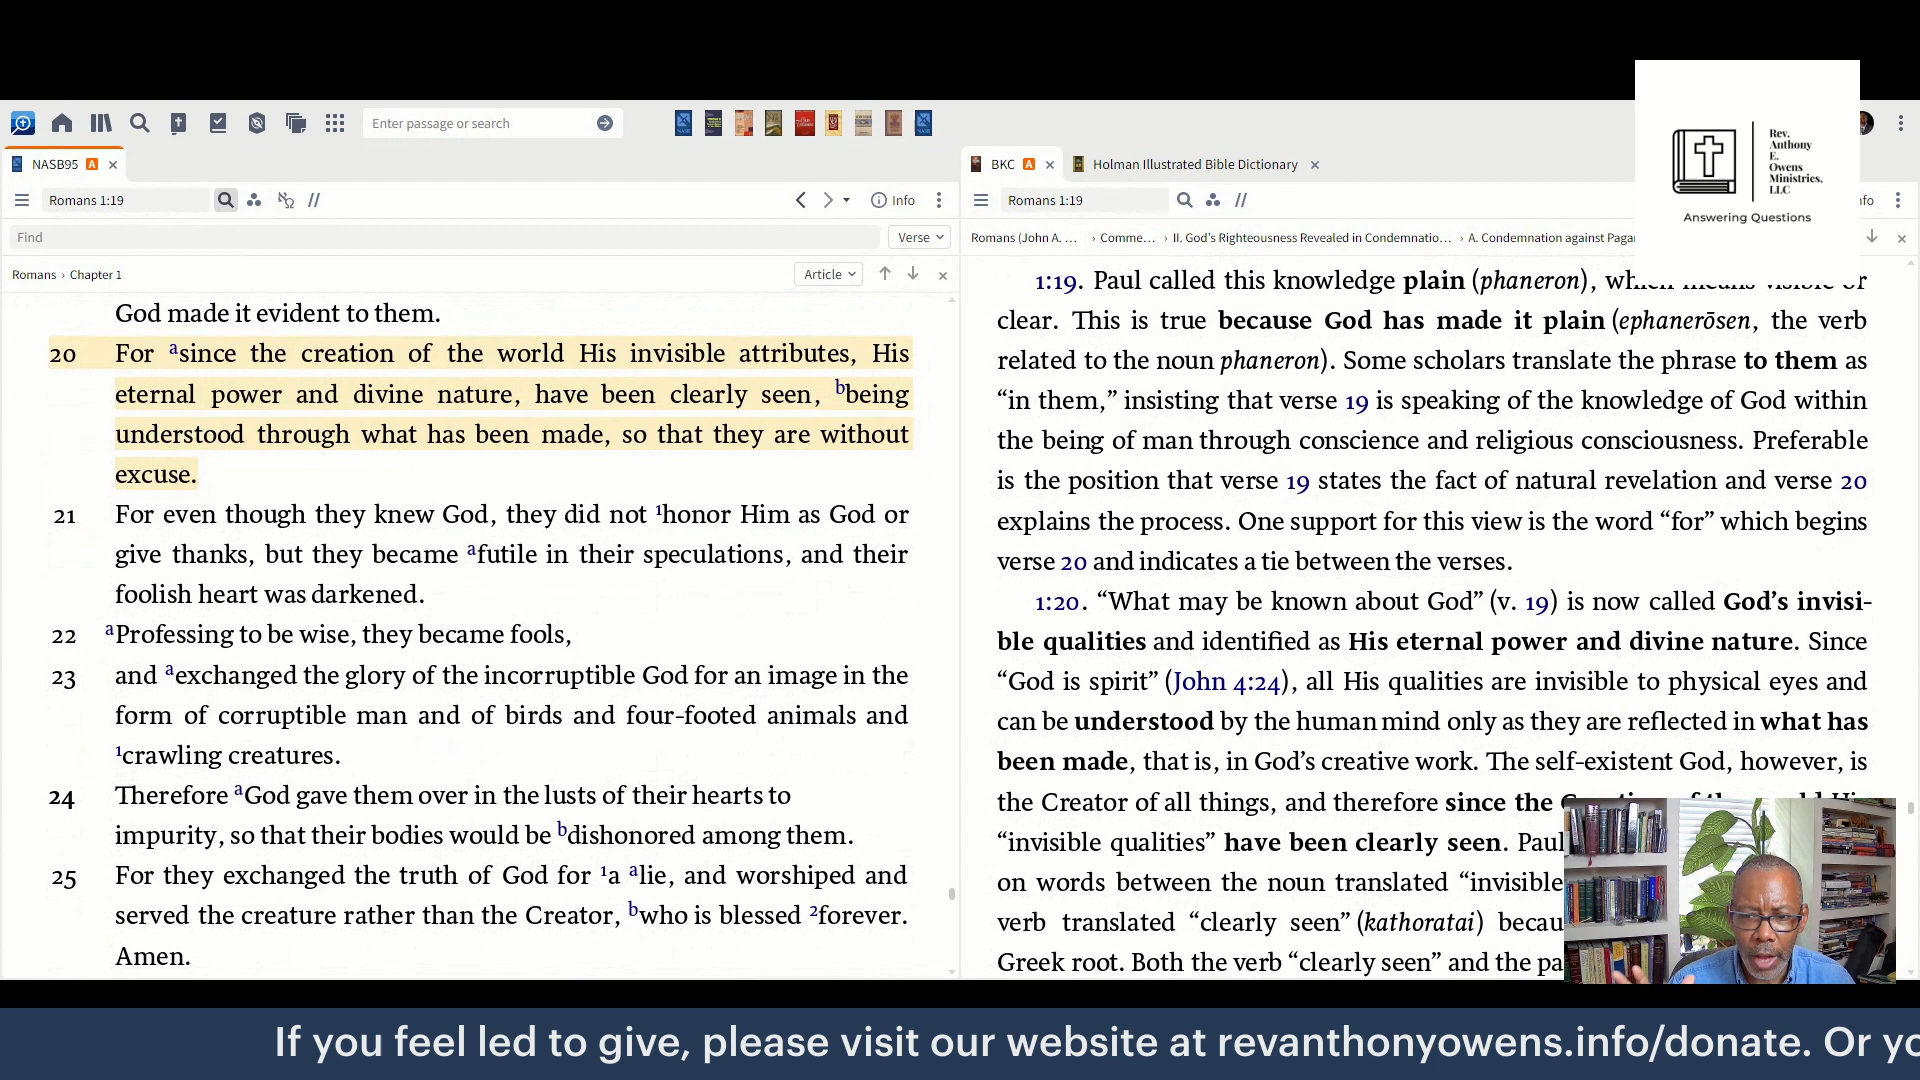 Enter passage or search
NASB95 A
Romans 1:19
Info
Find
Verse
Romans › Chapter 1
Article
God made it evident to them.
20 For ᵃsince the creation of the world His invisible attributes, His
eternal power and divine nature, have been clearly seen, ᵇbeing
understood through what has been made, so that they are without
excuse.
21 For even though they knew God, they did not ¹honor Him as God or
give thanks, but they became ᵃfutile in their speculations, and their
foolish heart was darkened.
22 ᵃProfessing to be wise, they became fools,
23 and ᵃexchanged the glory of the incorruptible God for an image in the
form of corruptible man and of birds and four-footed animals and
¹crawling creatures.
24 Therefore ᵃGod gave them over in the lusts of their hearts to
impurity, so that their bodies would be ᵇdishonored among them.
25 For they exchanged the truth of God for ¹a ᵃlie, and worshiped and
served the creature rather than the Creator, ᵇwho is blessed ²forever.
Amen.
BKC A
Holman Illustrated Bible Dictionary
Romans 1:19
nfo
Romans (John A. … › Comme… › II. God’s Righteousness Revealed in Condemnatio… › A. Condemnation against Pagan
1:19. Paul called this knowledge plain (phaneron), which means visible or
clear. This is true because God has made it plain (ephanerōsen, the verb
related to the noun phaneron). Some scholars translate the phrase to them as
“in them,” insisting that verse 19 is speaking of the knowledge of God within
the being of man through conscience and religious consciousness. Preferable
is the position that verse 19 states the fact of natural revelation and verse 20
explains the process. One support for this view is the word “for” which begins
verse 20 and indicates a tie between the verses.
1:20. “What may be known about God” (v. 19) is now called God’s invisi-
ble qualities and identified as His eternal power and divine nature. Since
“God is spirit” (John 4:24), all His qualities are invisible to physical eyes and
can be understood by the human mind only as they are reflected in what has
been made, that is, in God’s creative work. The self-existent God, however, is
the Creator of all things, and therefore since the
“invisible qualities” have been clearly seen. Paul
on words between the noun translated “invisible
verb translated “clearly seen” (kathoratai) becau
Greek root. Both the verb “clearly seen” and the pa
Rev.
Anthony
E.
Owens
Ministries,
LLC
Answering Questions
If you feel led to give, please visit our website at revanthonyowens.info/donate. Or yo